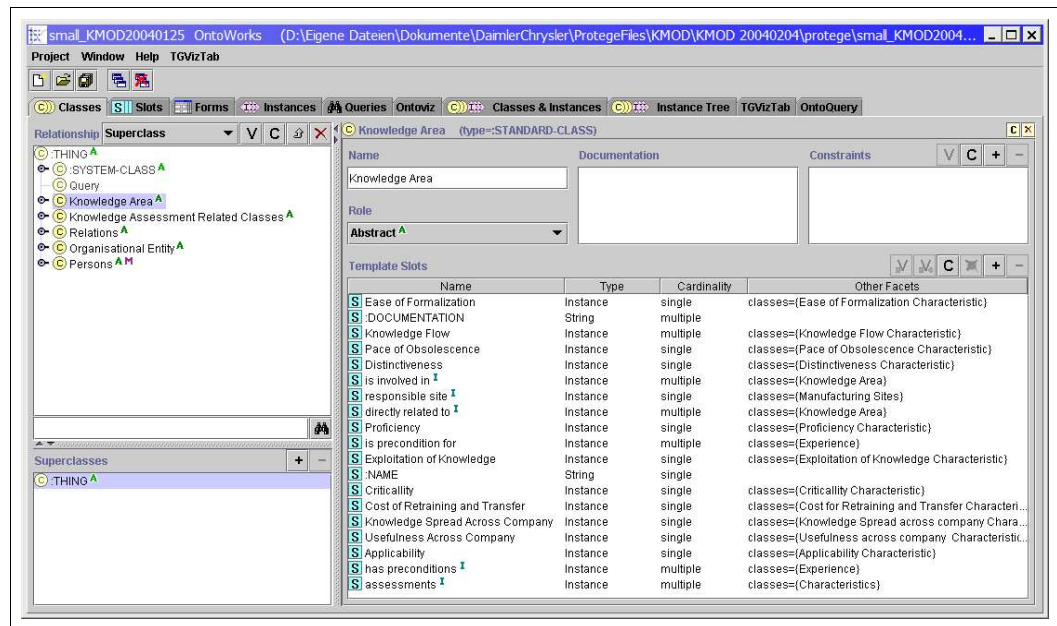 small_KMOD20040125 OntoWorks (D:\Eigene Dateien\Dokumente\DaimlerChrysler\ProtegeFiles\KMOD\KMOD 20040204\protege\small_KMOD2004...
Project Window Help TGVizTab
C Classes S Slots Forms Instances Queries Ontoviz C Classes & Instances C Instance Tree TGVizTab OntoQuery
Relationship Superclass V C
C Knowledge Area (type=:STANDARD-CLASS) C x
C :THING A
C :SYSTEM-CLASS A
C Query
C Knowledge Area A
C Knowledge Assessment Related Classes A
C Relations A
C Organisational Entity A
C Persons A M
Superclasses + -
C :THING A
Name Documentation Constraints V C + -
Knowledge Area
Role
Abstract A
Template Slots V V C + -
Name Type Cardinality Other Facets
S Ease of Formalization Instance single classes={Ease of Formalization Characteristic}
S :DOCUMENTATION String multiple
S Knowledge Flow Instance multiple classes={Knowledge Flow Characteristic}
S Pace of Obsolescence Instance single classes={Pace of Obsolescence Characteristic}
S Distinctiveness Instance single classes={Distinctiveness Characteristic}
S is involved in I Instance multiple classes={Knowledge Area}
S responsible site I Instance single classes={Manufacturing Sites}
S directly related to I Instance multiple classes={Knowledge Area}
S Proficiency Instance single classes={Proficiency Characteristic}
S is precondition for Instance multiple classes={Experience}
S Exploitation of Knowledge Instance single classes={Exploitation of Knowledge Characteristic}
S :NAME String single
S Criticallity Instance single classes={Criticallity Characteristic}
S Cost of Retraining and Transfer Instance single classes={Cost for Retraining and Transfer Characteri...
S Knowledge Spread Across Company Instance single classes={Knowledge Spread across company Chara...
S Usefulness Across Company Instance single classes={Usefulness across company Characteristic...
S Applicability Instance single classes={Applicability Characteristic}
S has preconditions I Instance multiple classes={Experience}
S assessments I Instance multiple classes={Characteristics}